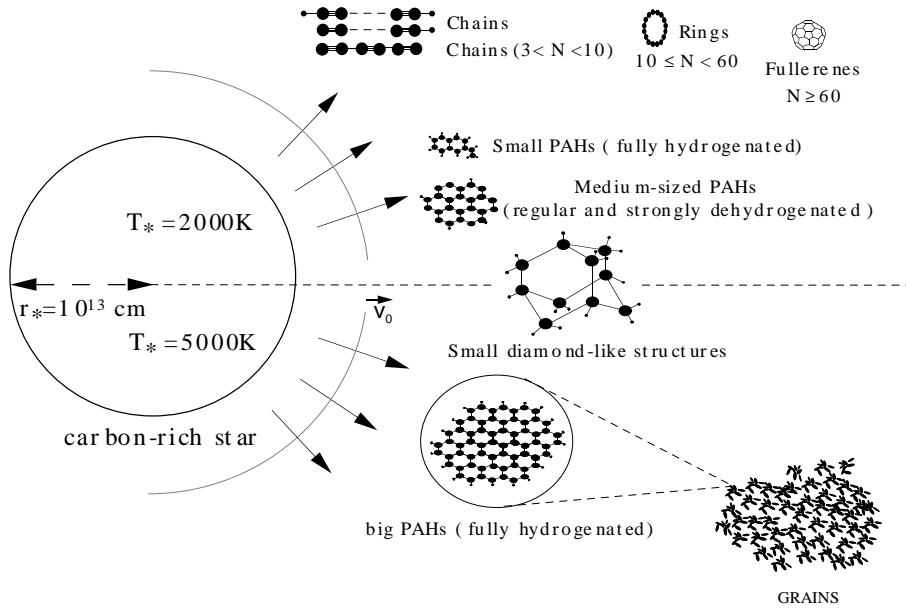 Chains
Chains (3< N <10)
Rings
10 ≤ N < 60
Fullerenes
N ≥ 60
Small PAHs ( fully hydrogenated)
Medium-sized PAHs
(regular and strongly dehydrogenated )
T* =2000K
r*=10¹³ cm
v₀
T* =5000K
Small diamond-like structures
carbon-rich star
big PAHs ( fully hydrogenated)
GRAINS